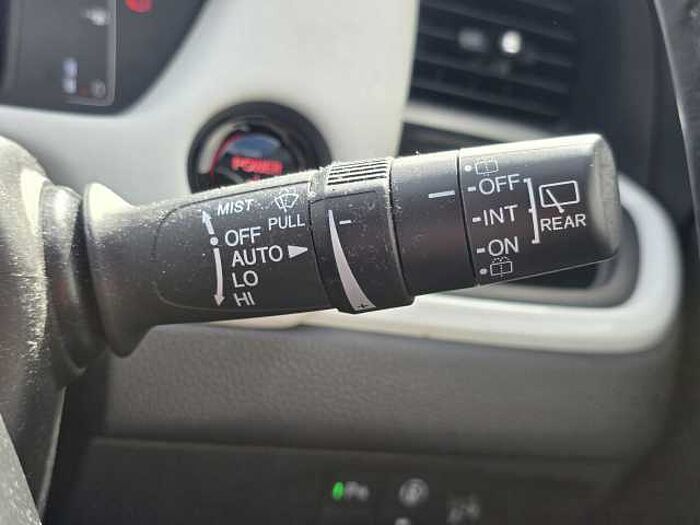 POWER
MIST
PULL
OFF
AUTO
LO
HI
− +
OFF
INT
ON
REAR